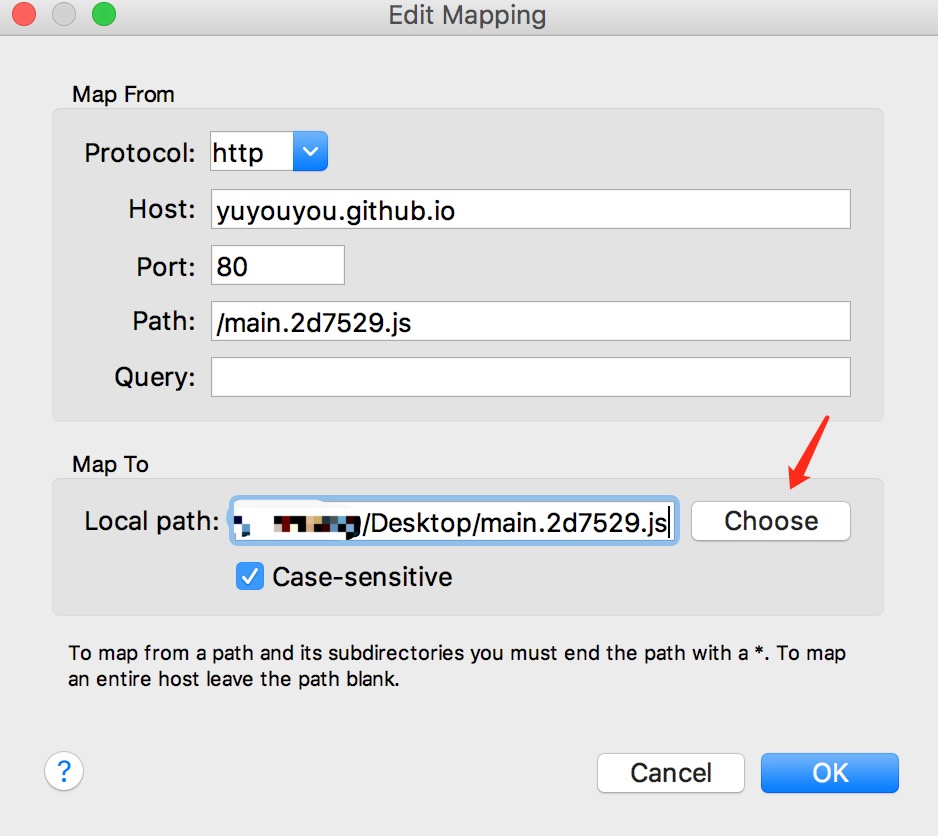 Edit Mapping
Map From
Protocol: http
Host: yuyouyou.github.io
Port: 80
Path: /main.2d7529.js
Query:
Map To
Local path: /Desktop/main.2d7529.js Choose
Case-sensitive
To map from a path and its subdirectories you must end the path with a *. To map
an entire host leave the path blank.
? Cancel OK